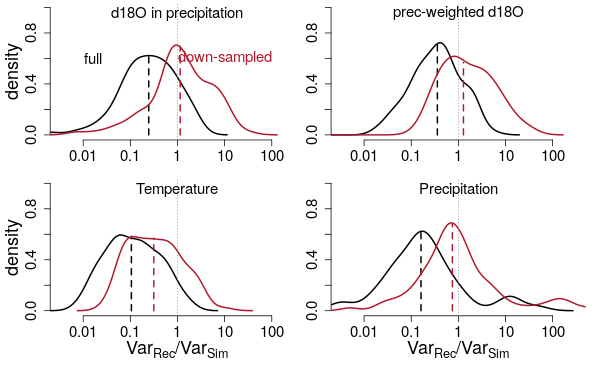 d18O in precipitation
full
down-sampled
density
0.0 0.4 0.8
0.01 0.1 1 10 100
prec-weighted d18O
0.0 0.4 0.8
0.01 0.1 1 10 100
Temperature
density
0.0 0.4 0.8
0.01 0.1 1 10 100
VarRec/VarSim
Precipitation
0.0 0.4 0.8
0.01 0.1 1 10 100
VarRec/VarSim